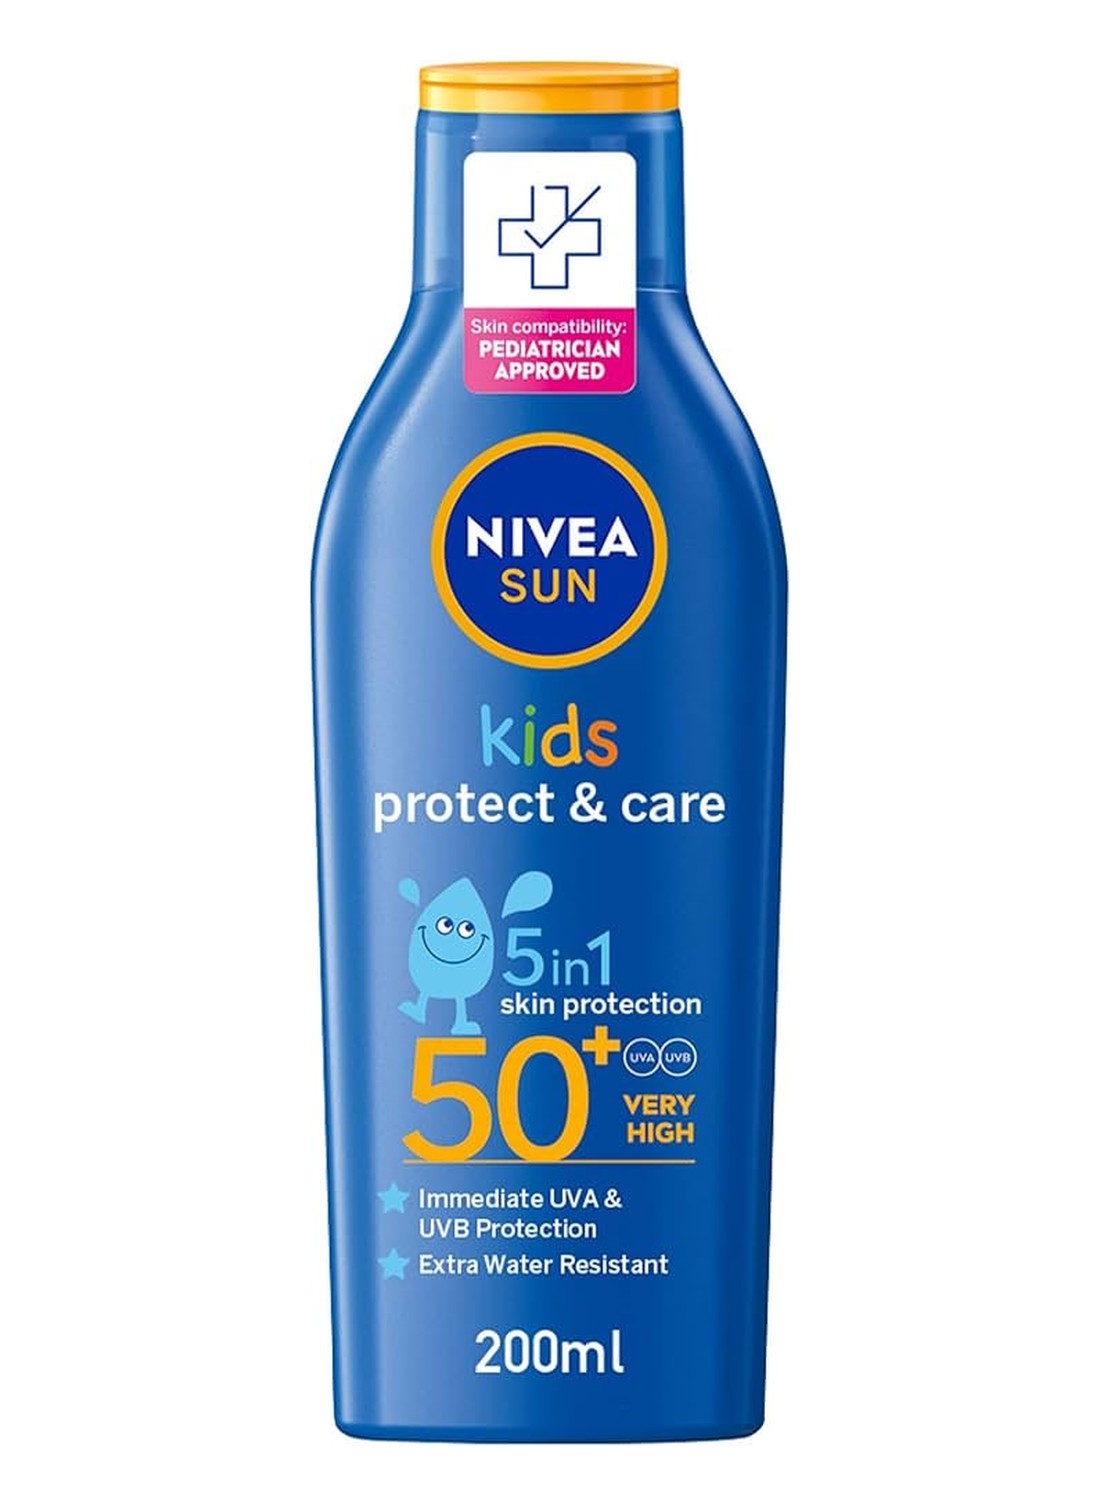 Skin compatibility:
PEDIATRICIAN
APPROVED
NIVEA
SUN
kids
protect & care
5in1
skin protection
50+ UVA UVB
VERY
HIGH
Immediate UVA &
UVB Protection
Extra Water Resistant
200ml